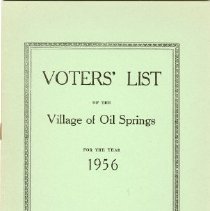 VOTERS' LIST
OF THE
Village of Oil Springs
FOR THE YEAR
1956